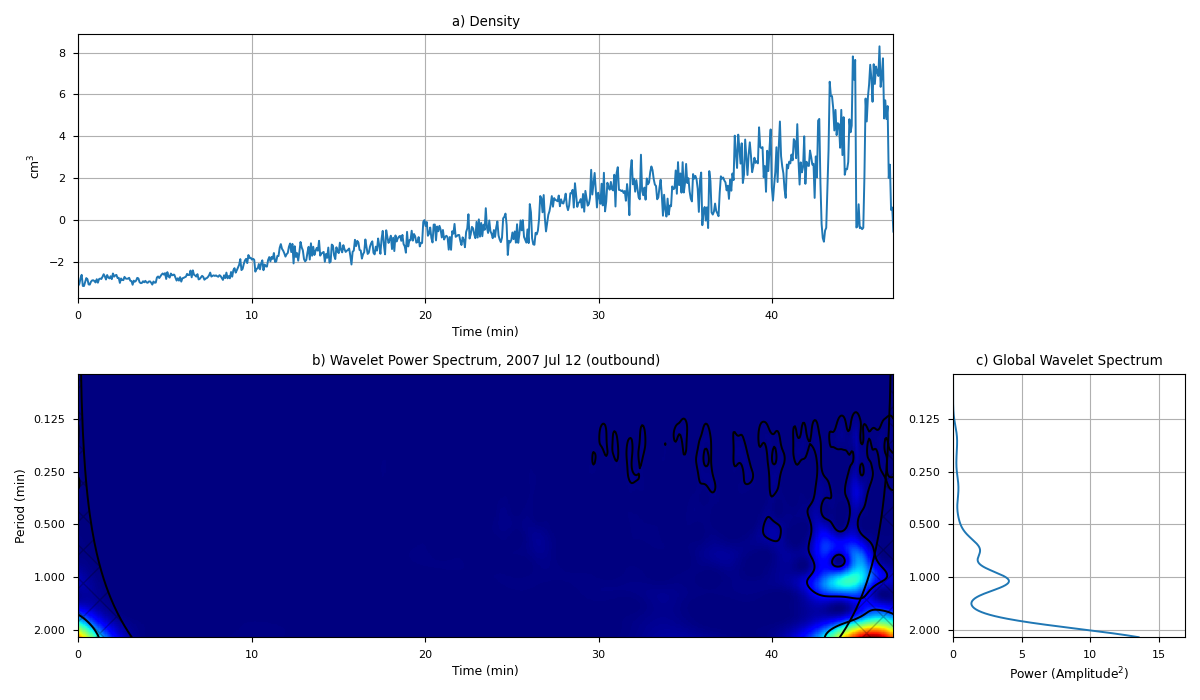 a) Density
8
6
4
2
0
−2
cm³
0 10 20 30 40
Time (min)
b) Wavelet Power Spectrum, 2007 Jul 12 (outbound)
0.125
0.250
0.500
1.000
2.000
Period (min)
0 10 20 30 40
Time (min)
c) Global Wavelet Spectrum
0.125
0.250
0.500
1.000
2.000
0 5 10 15
Power (Amplitude²)